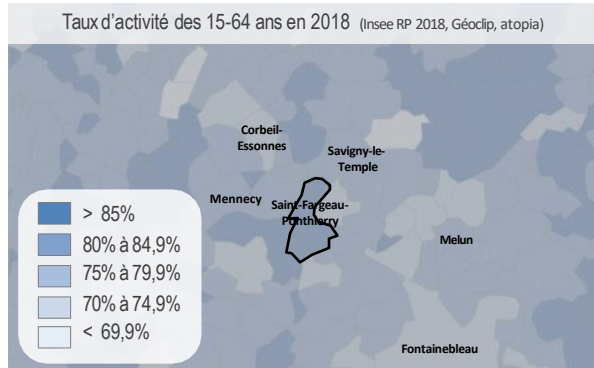 Taux d'activité des 15-64 ans en 2018 (Insee RP 2018, Géoclip, atopia)
Corbeil-
Essonnes
Savigny-le-
Temple
Mennecy
Saint-Fargeau-
Ponthierry
Melun
Fontainebleau
> 85%
80% à 84,9%
75% à 79,9%
70% à 74,9%
< 69,9%